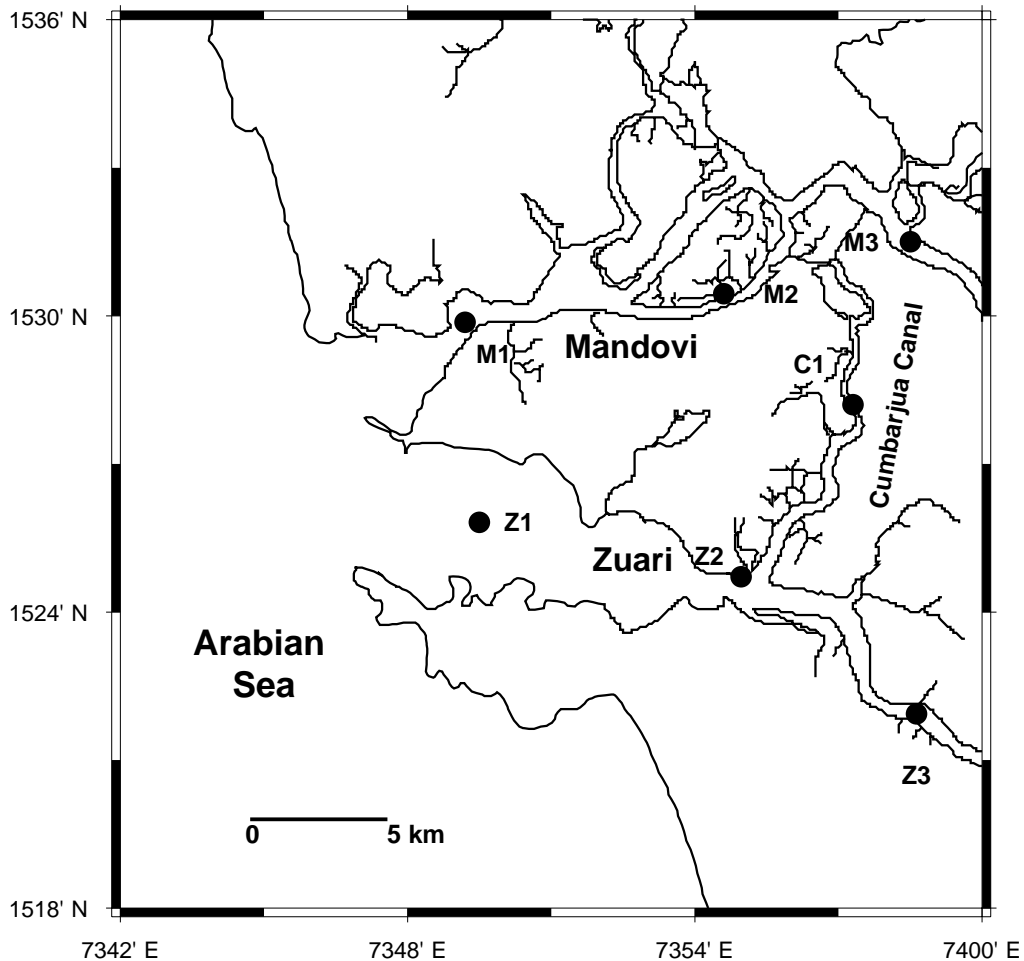 1536' N
M3
M2
1530' N
M1
Mandovi
C1
Cumbarjua Canal
Z1
Zuari
Z2
1524' N
Arabian
Sea
Z3
0
5 km
1518' N
7342' E
7348' E
7354' E
7400' E